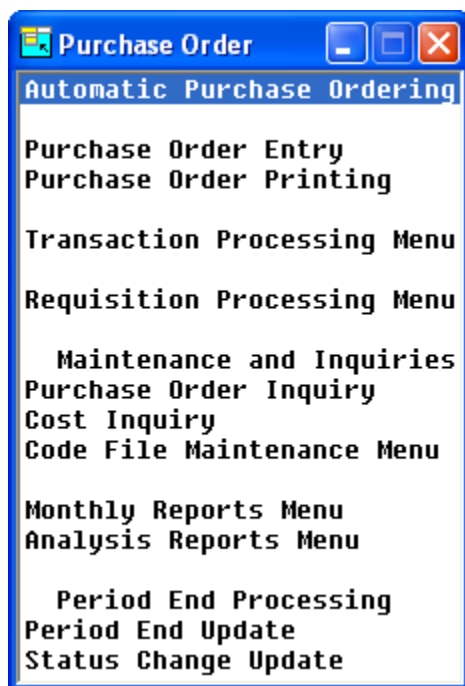 Purchase Order
Automatic Purchase Ordering
Purchase Order Entry
Purchase Order Printing
Transaction Processing Menu
Requisition Processing Menu
Maintenance and Inquiries
Purchase Order Inquiry
Cost Inquiry
Code File Maintenance Menu
Monthly Reports Menu
Analysis Reports Menu
Period End Processing
Period End Update
Status Change Update